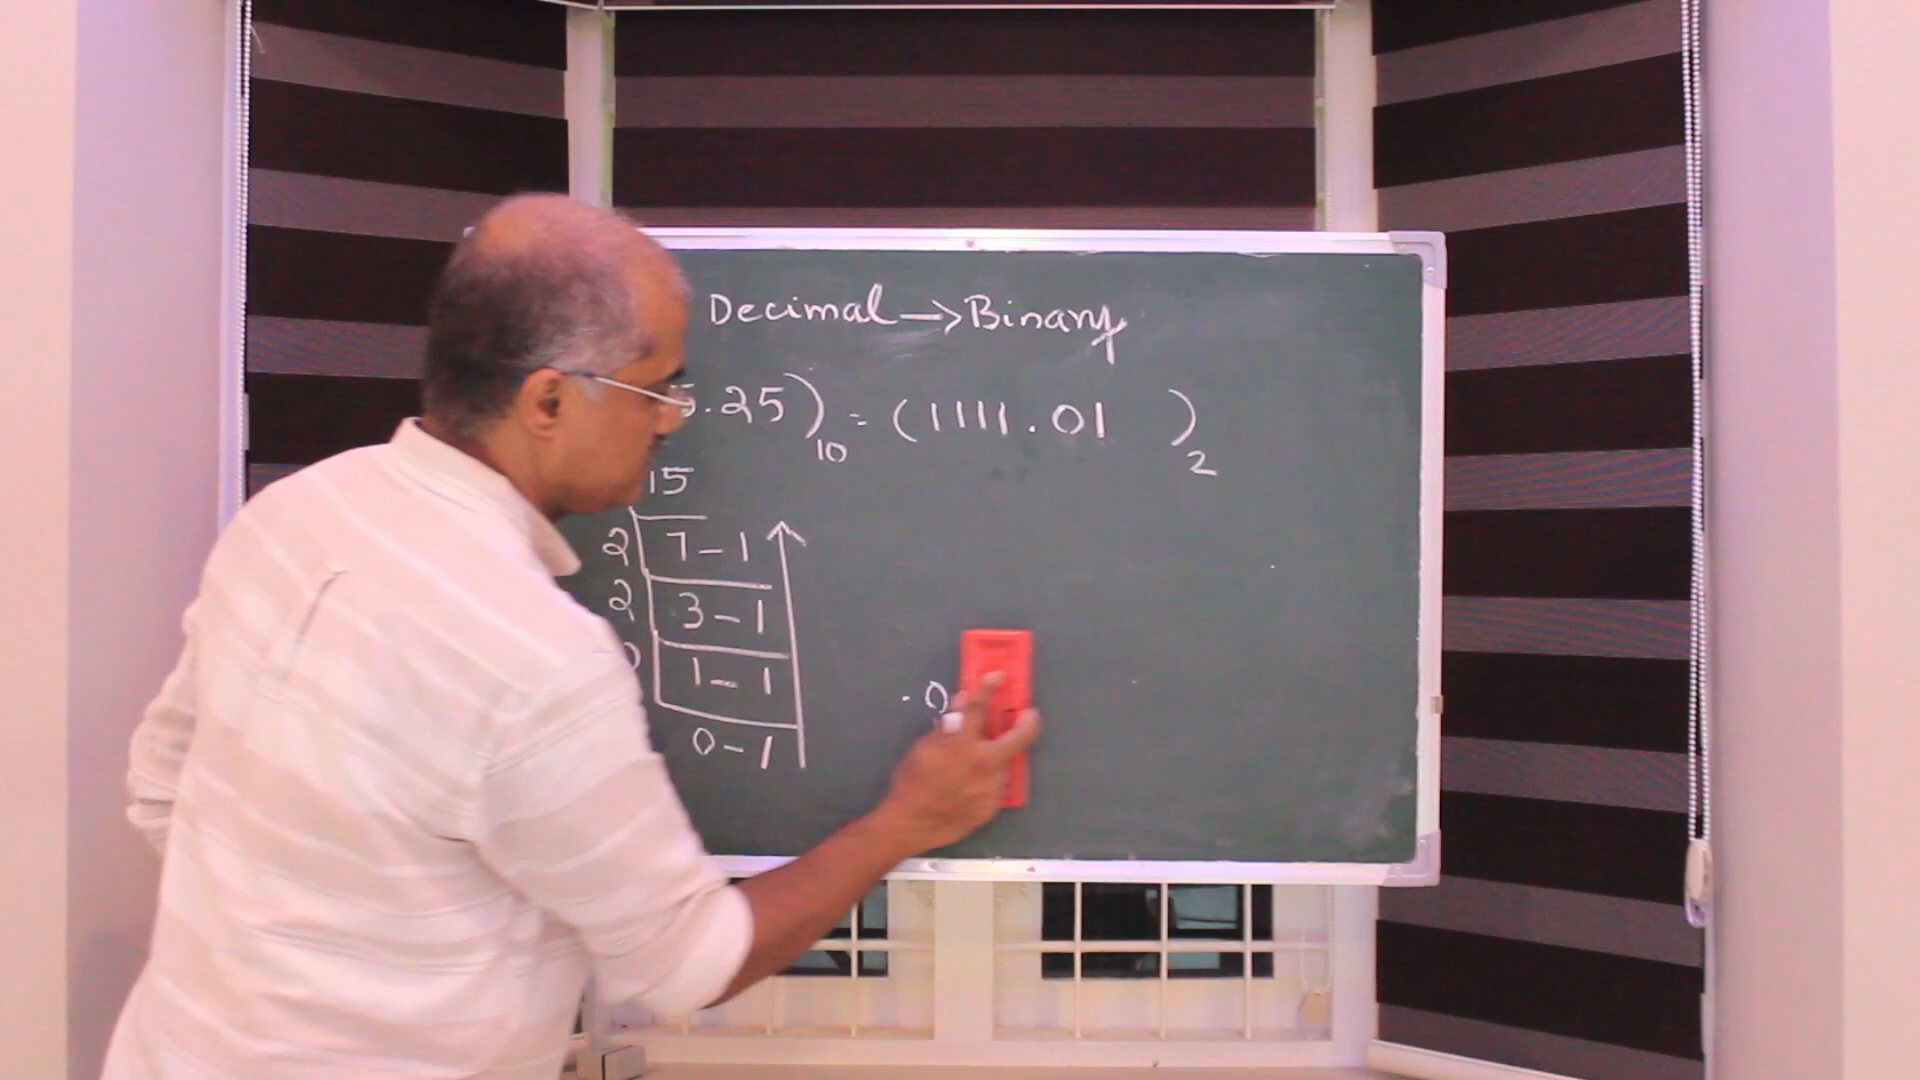 Decimal → Binary
5.25)10 = (1111.01 )2
15
2 7 – 1
2 3 – 1
1 – 1
0 – 1
.0